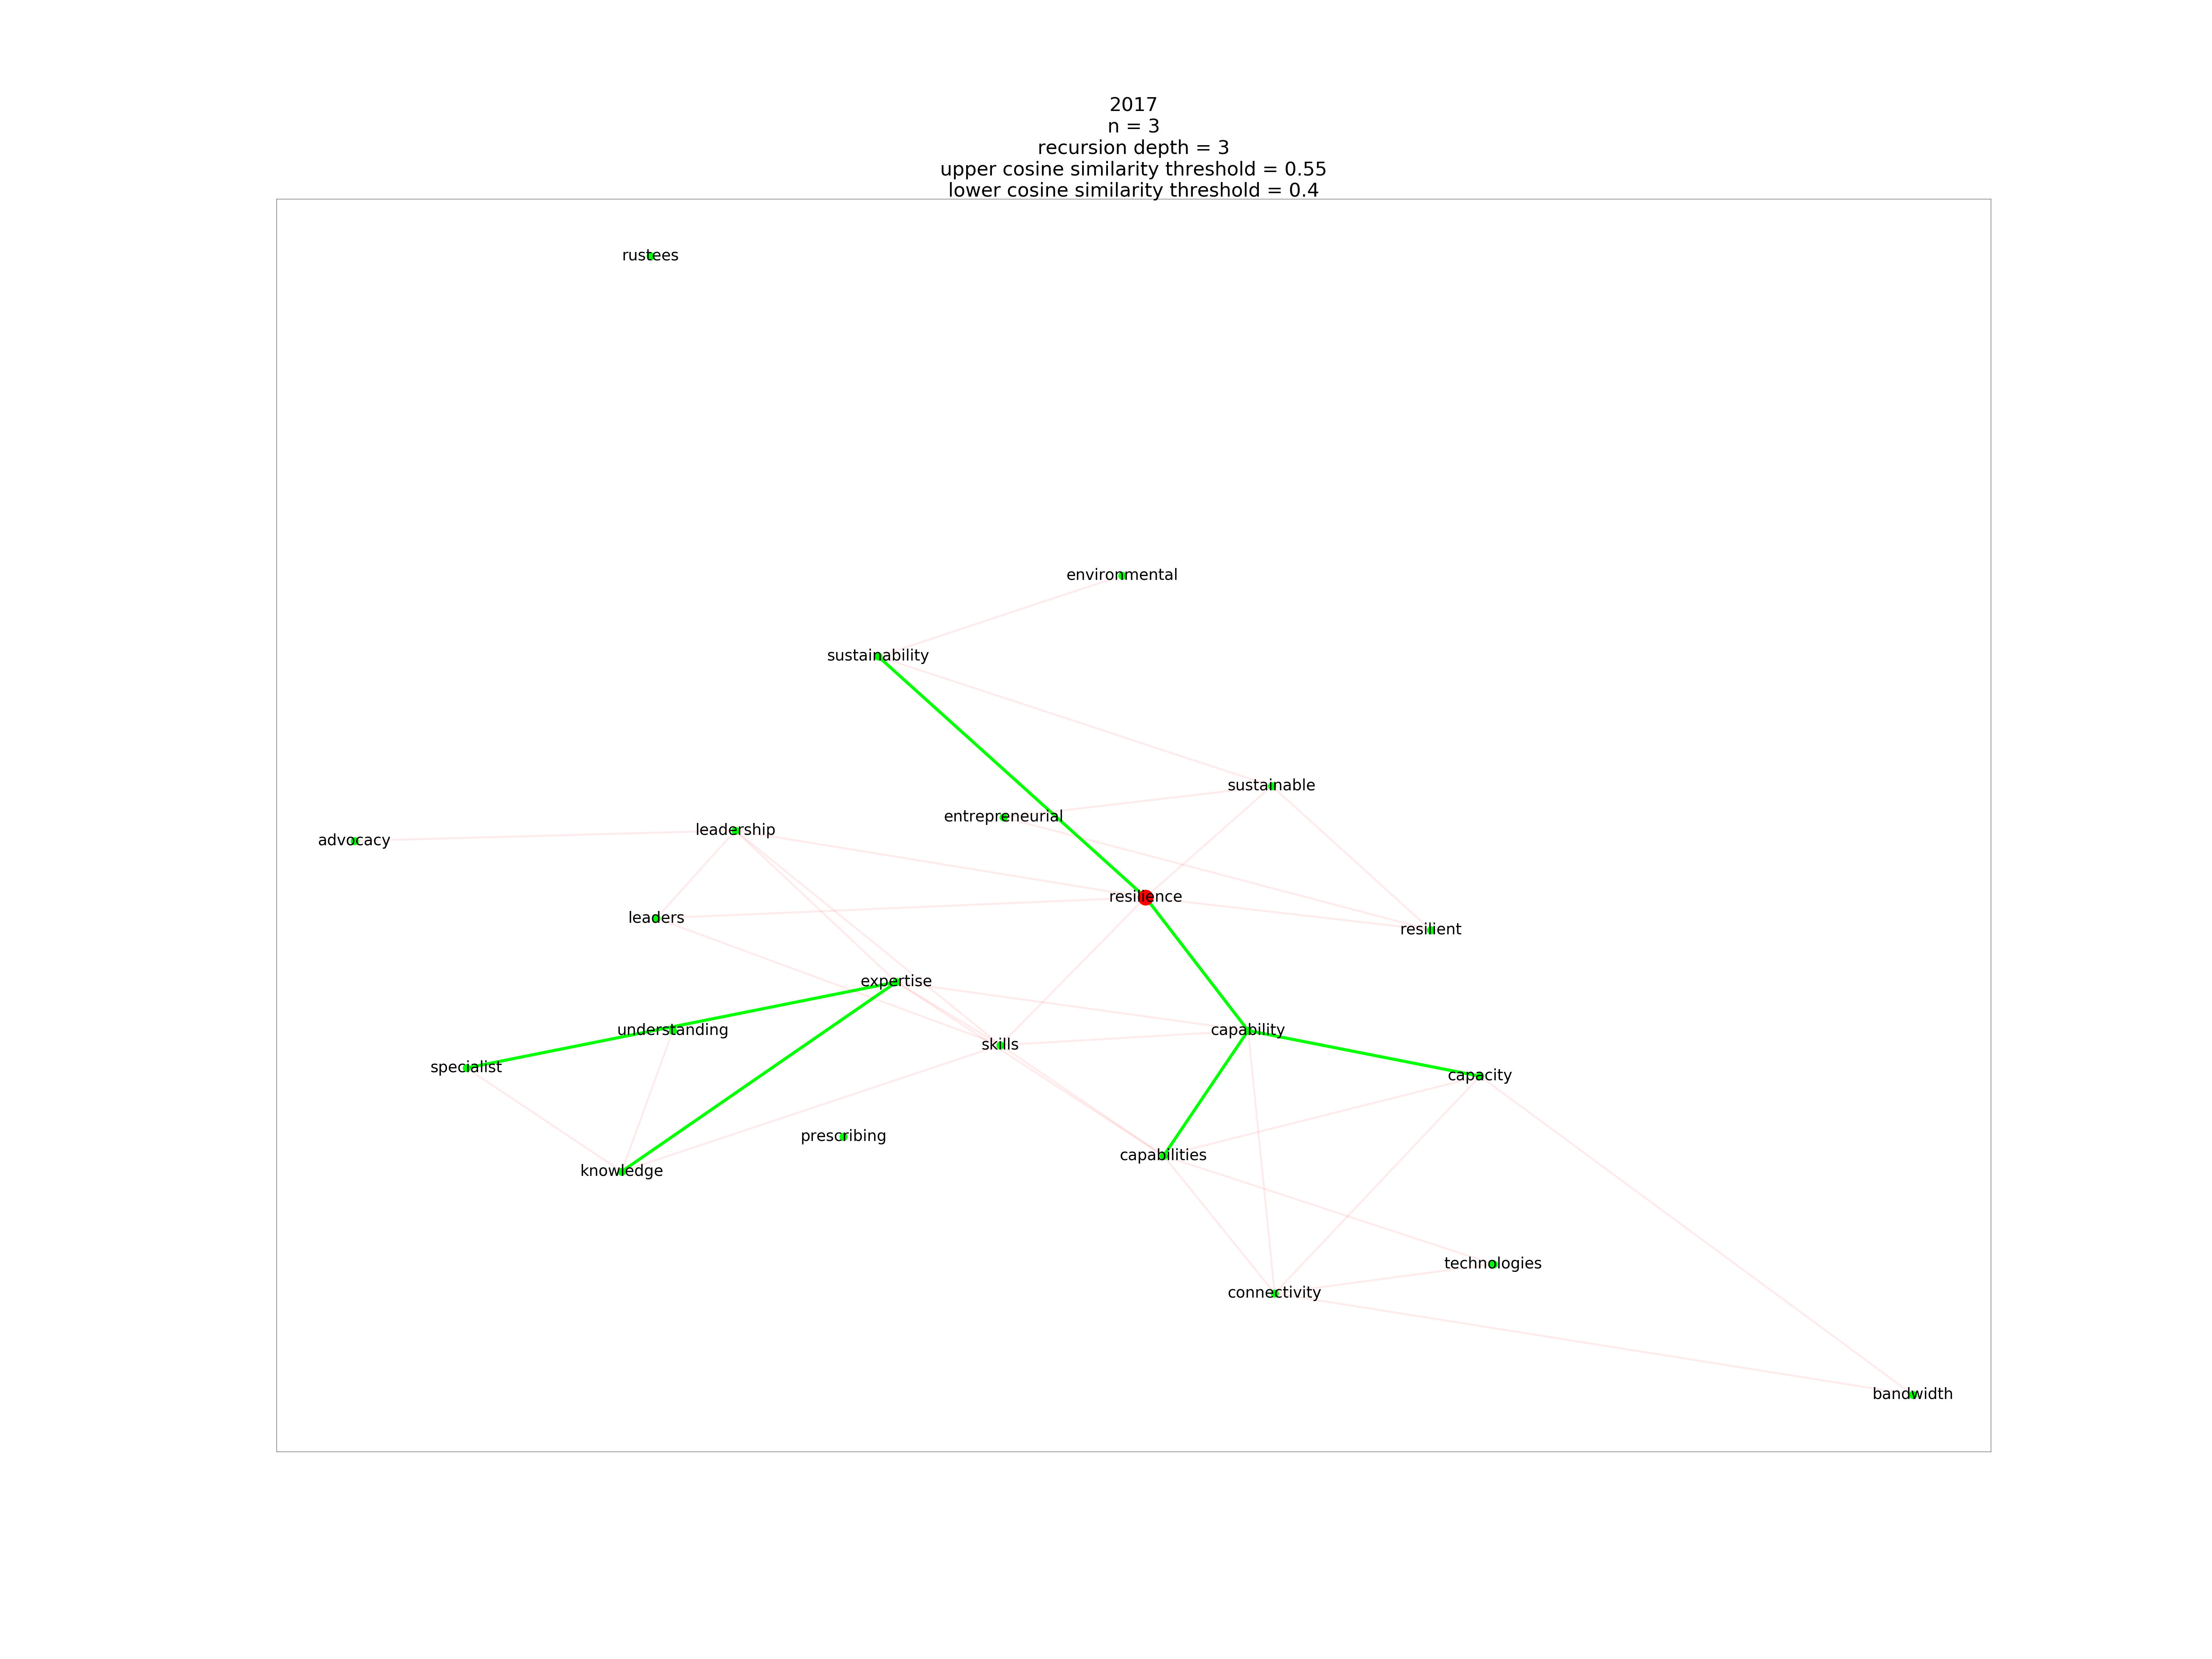 2017
n = 3
recursion depth = 3
upper cosine similarity threshold = 0.55
lower cosine similarity threshold = 0.4
rustees
environmental
sustainability
sustainable
entrepreneurial
leadership
advocacy
resilience
leaders
resilient
expertise
understanding
capability
skills
specialist
capacity
prescribing
capabilities
knowledge
technologies
connectivity
bandwidth